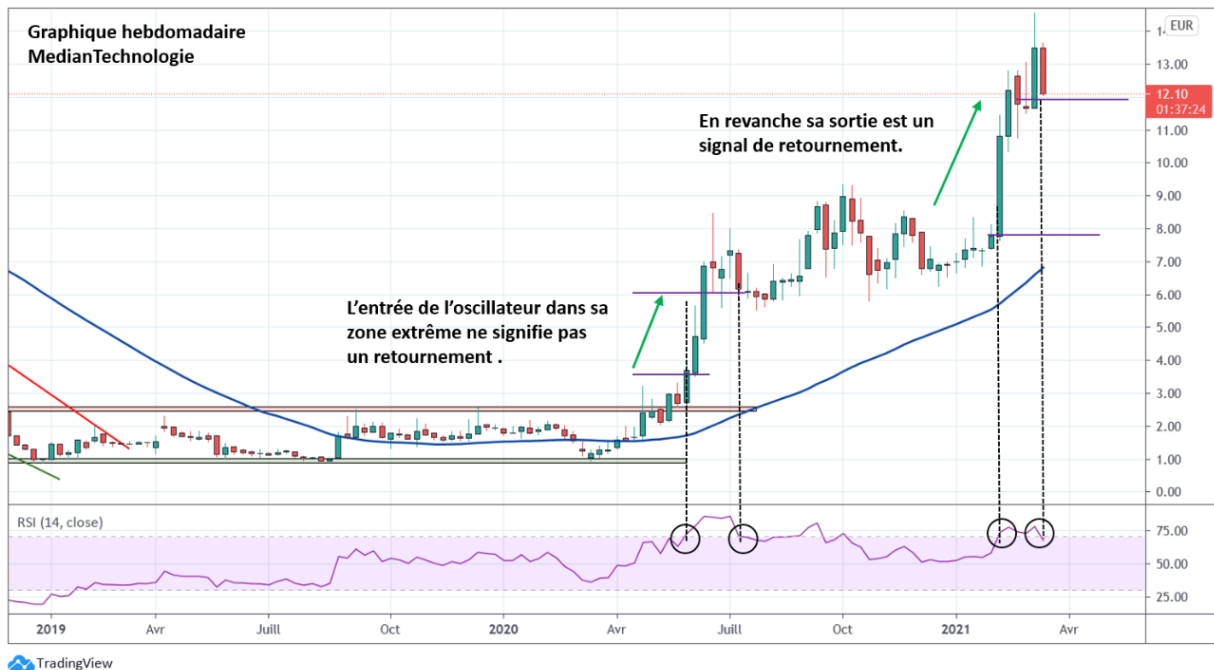 Graphique hebdomadaire
MedianTechnologie
EUR
13.00
12.10
01:37:24
11.00
En revanche sa sortie est un
signal de retournement.
10.00
9.00
8.00
7.00
L'entrée de l'oscillateur dans sa
zone extrême ne signifie pas
un retournement .
6.00
5.00
4.00
3.00
2.00
1.00
0.00
RSI (14, close)
75.00
50.00
25.00
2019 Avr Juill Oct 2020 Avr Juill Oct 2021 Avr
TradingView